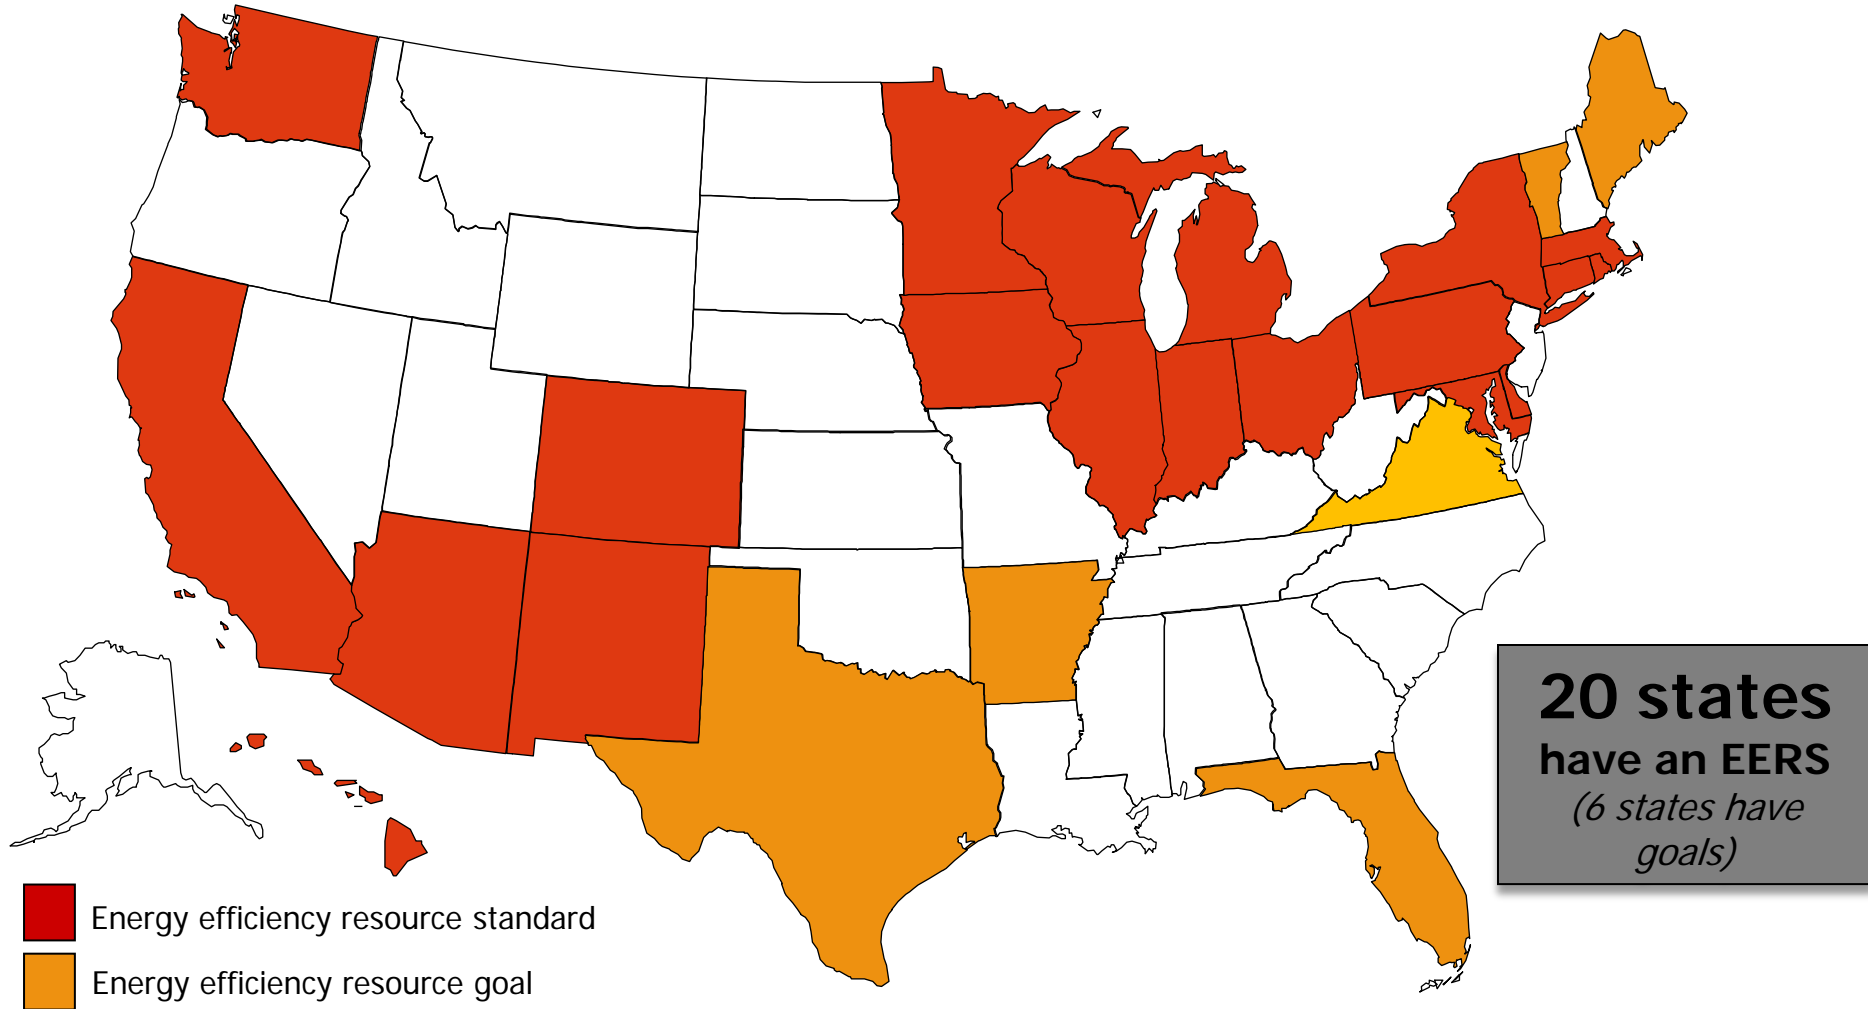 20 states
have an EERS
(6 states have
goals)
Energy efficiency resource standard
Energy efficiency resource goal